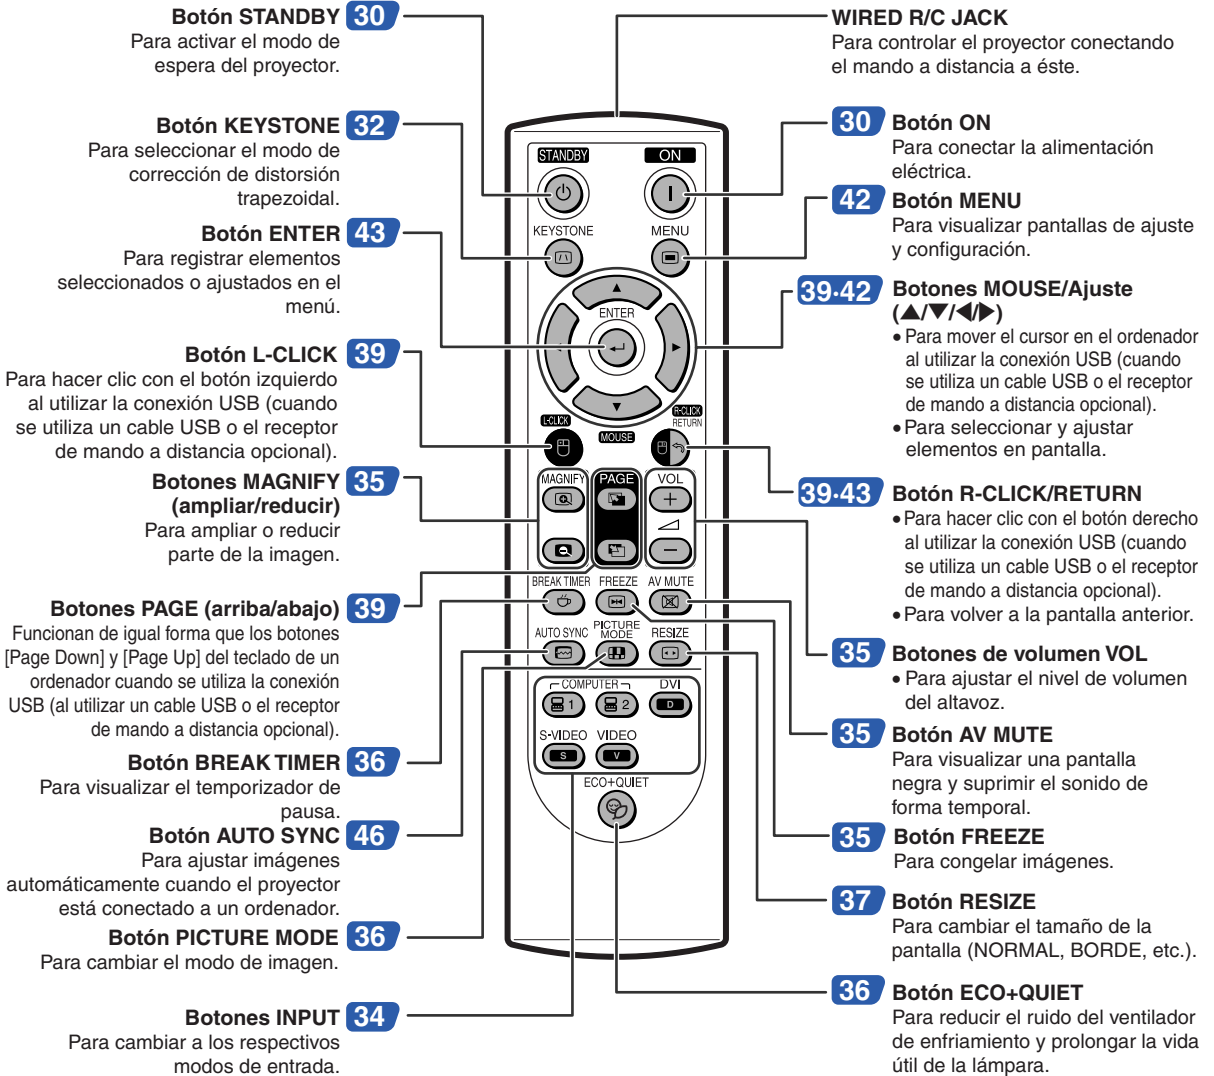 Botón STANDBY 30
Para activar el modo de
espera del proyector.
Botón KEYSTONE 32
Para seleccionar el modo de
corrección de distorsión
trapezoidal.
Botón ENTER 43
Para registrar elementos
seleccionados o ajustados en el
menú.
Botón L-CLICK 39
Para hacer clic con el botón izquierdo
al utilizar la conexión USB (cuando
se utiliza un cable USB o el receptor
de mando a distancia opcional).
Botones MAGNIFY 35
(ampliar/reducir)
Para ampliar o reducir
parte de la imagen.
Botones PAGE (arriba/abajo) 39
Funcionan de igual forma que los botones
[Page Down] y [Page Up] del teclado de un
ordenador cuando se utiliza la conexión
USB (al utilizar un cable USB o el receptor
de mando a distancia opcional).
Botón BREAK TIMER 36
Para visualizar el temporizador de
pausa.
Botón AUTO SYNC 46
Para ajustar imágenes
automáticamente cuando el proyector
está conectado a un ordenador.
Botón PICTURE MODE 36
Para cambiar el modo de imagen.
Botones INPUT 34
Para cambiar a los respectivos
modos de entrada.
STANDBY ON
KEYSTONE MENU
ENTER
L-CLICK R-CLICK
RETURN
MOUSE
MAGNIFY PAGE VOL
BREAK TIMER FREEZE AV MUTE
AUTO SYNC PICTURE
MODE RESIZE
COMPUTER DVI
1 2 D
S-VIDEO VIDEO
S V
ECO+QUIET
WIRED R/C JACK
Para controlar el proyector conectando
el mando a distancia a éste.
30 Botón ON
Para conectar la alimentación
eléctrica.
42 Botón MENU
Para visualizar pantallas de ajuste
y configuración.
39·42 Botones MOUSE/Ajuste
(▲/▼/◀/▶)
• Para mover el cursor en el ordenador
al utilizar la conexión USB (cuando
se utiliza un cable USB o el receptor
de mando a distancia opcional).
• Para seleccionar y ajustar
elementos en pantalla.
39·43 Botón R-CLICK/RETURN
• Para hacer clic con el botón derecho
al utilizar la conexión USB (cuando
se utiliza un cable USB o el receptor
de mando a distancia opcional).
• Para volver a la pantalla anterior.
35 Botones de volumen VOL
• Para ajustar el nivel de volumen
del altavoz.
35 Botón AV MUTE
Para visualizar una pantalla
negra y suprimir el sonido de
forma temporal.
35 Botón FREEZE
Para congelar imágenes.
37 Botón RESIZE
Para cambiar el tamaño de la
pantalla (NORMAL, BORDE, etc.).
36 Botón ECO+QUIET
Para reducir el ruido del ventilador
de enfriamiento y prolongar la vida
útil de la lámpara.